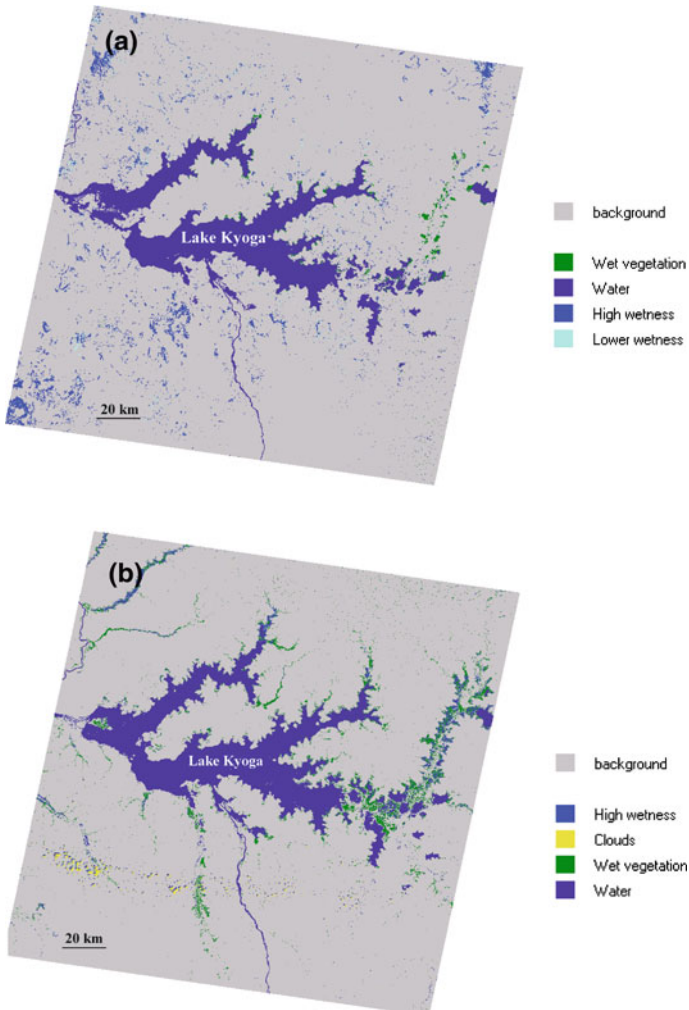 (a)
Lake Kyoga
20 km
background
Wet vegetation
Water
High wetness
Lower wetness
(b)
Lake Kyoga
20 km
background
High wetness
Clouds
Wet vegetation
Water